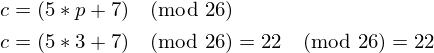 c = (5 * p + 7) (mod 26)
c = (5 * 3 + 7) (mod 26) = 22 (mod 26) = 22